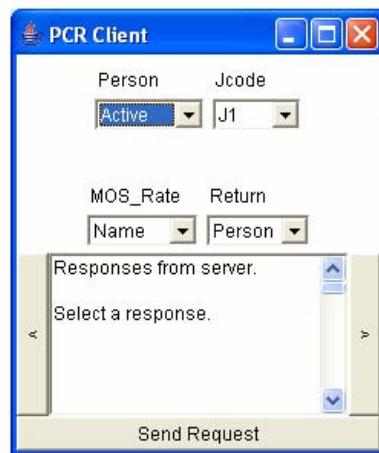 PCR Client
Person Jcode
Active J1
MOS_Rate Return
Name Person
Responses from server.
Select a response.
< >
Send Request